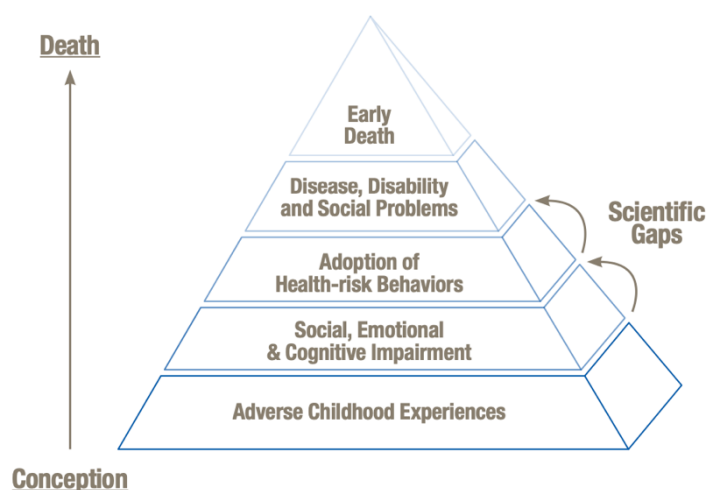 Death
Early
Death
Disease, Disability
and Social Problems
Scientific
Gaps
Adoption of
Health-risk Behaviors
Social, Emotional
& Cognitive Impairment
Adverse Childhood Experiences
Conception